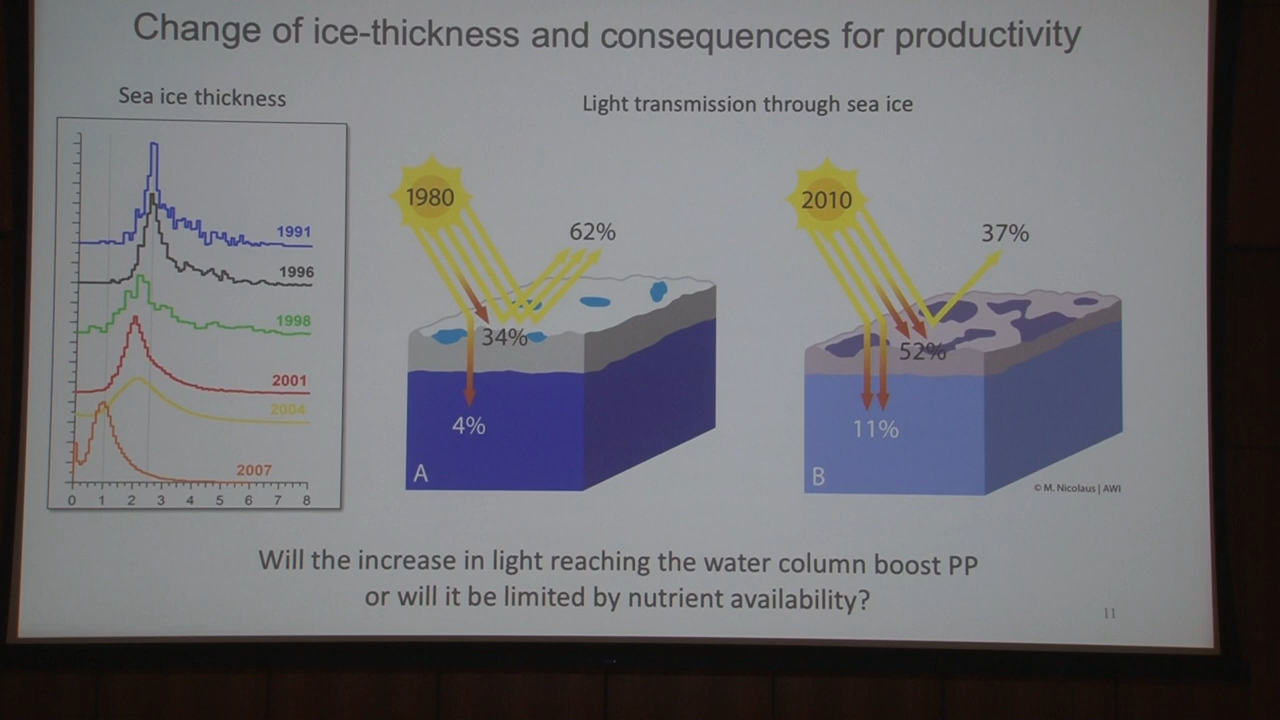 Change of ice-thickness and consequences for productivity
Sea ice thickness
1991
1996
1998
2001
2004
2007
0 1 2 3 4 5 6 7 8
Light transmission through sea ice
1980
62%
34%
4%
A
2010
37%
52%
11%
B
© M. Nicolaus | AWI
Will the increase in light reaching the water column boost PP
or will it be limited by nutrient availability?
11